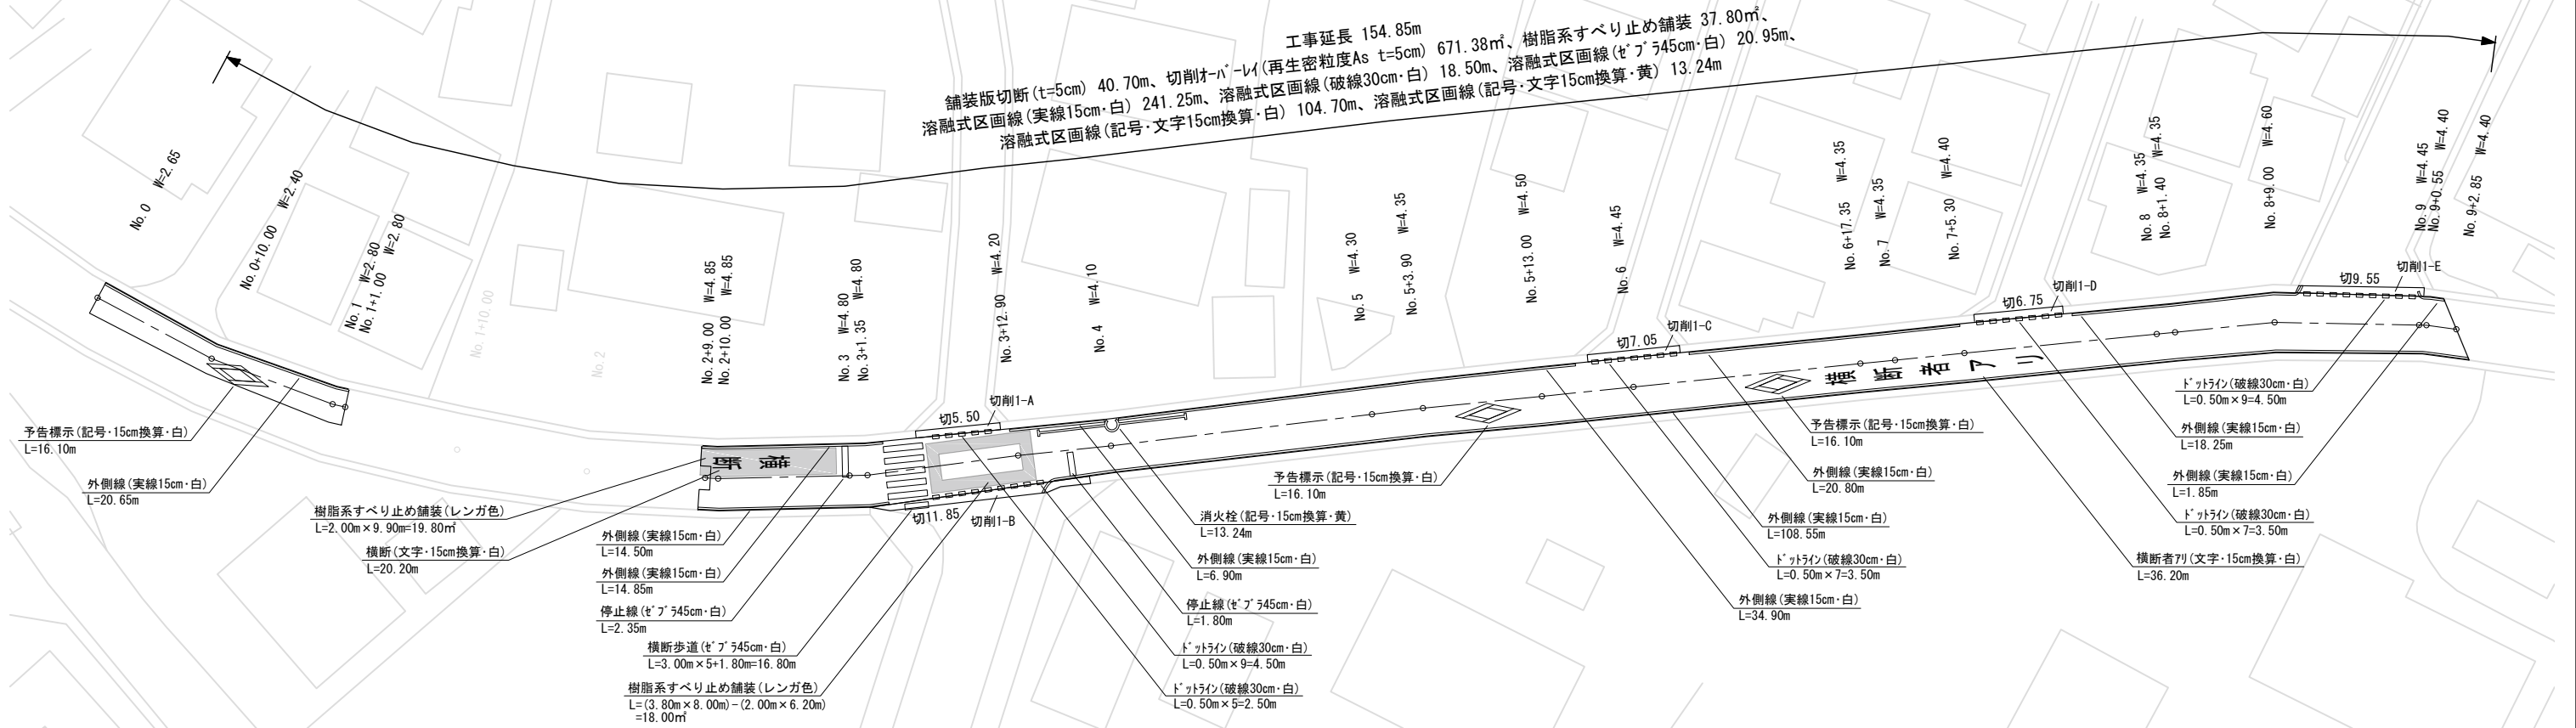 工事延長 154.85m
舗装版切断(t=5cm) 40.70m、切削ｵｰﾊﾞｰﾚｲ(再生密粒度As t=5cm) 671.38㎡、樹脂系すべり止め舗装 37.80㎡、
溶融式区画線(実線15cm·白) 241.25m、溶融式区画線(破線30cm·白) 18.50m、溶融式区画線(ｾﾞﾌﾞﾗ45cm·白) 20.95m、
溶融式区画線(記号·文字15cm換算·白) 104.70m、溶融式区画線(記号·文字15cm換算·黄) 13.24m
No.0 W=2.65
No.0+10.00 W=2.40
No.1 W=2.80
No.1+1.00 W=2.80
No.1+10.00
No.2
No.2+9.00 W=4.85
No.2+10.00 W=4.85
No.3 W=4.80
No.3+1.35 W=4.80
No.3+12.90 W=4.20
No.4 W=4.10
No.5 W=4.30
No.5+3.90 W=4.35
No.5+13.00 W=4.50
No.6 W=4.45
No.6+17.35 W=4.35
No.7 W=4.35
No.7+5.30 W=4.40
No.8 W=4.35
No.8+1.40 W=4.35
No.8+9.00 W=4.60
No.9 W=4.45
No.9+0.55 W=4.40
No.9+2.85 W=4.40
切5.50
切削1-A
切11.85
切削1-B
切7.05
切削1-C
切6.75
切削1-D
切9.55
切削1-E
横断
横断者アリ
予告標示(記号·15cm換算·白)
L=16.10m
外側線(実線15cm·白)
L=20.65m
樹脂系すべり止め舗装(レンガ色)
L=2.00m×9.90m=19.80㎡
横断(文字·15cm換算·白)
L=20.20m
外側線(実線15cm·白)
L=14.50m
外側線(実線15cm·白)
L=14.85m
停止線(ｾﾞﾌﾞﾗ45cm·白)
L=2.35m
横断歩道(ｾﾞﾌﾞﾗ45cm·白)
L=3.00m×5+1.80m=16.80m
樹脂系すべり止め舗装(レンガ色)
L=(3.80m×8.00m)-(2.00m×6.20m)
=18.00㎡
消火栓(記号·15cm換算·黄)
L=13.24m
外側線(実線15cm·白)
L=6.90m
停止線(ｾﾞﾌﾞﾗ45cm·白)
L=1.80m
ﾄﾞｯﾄﾗｲﾝ(破線30cm·白)
L=0.50m×9=4.50m
ﾄﾞｯﾄﾗｲﾝ(破線30cm·白)
L=0.50m×5=2.50m
予告標示(記号·15cm換算·白)
L=16.10m
予告標示(記号·15cm換算·白)
L=16.10m
外側線(実線15cm·白)
L=20.80m
外側線(実線15cm·白)
L=108.55m
ﾄﾞｯﾄﾗｲﾝ(破線30cm·白)
L=0.50m×7=3.50m
外側線(実線15cm·白)
L=34.90m
ﾄﾞｯﾄﾗｲﾝ(破線30cm·白)
L=0.50m×9=4.50m
外側線(実線15cm·白)
L=18.25m
外側線(実線15cm·白)
L=1.85m
ﾄﾞｯﾄﾗｲﾝ(破線30cm·白)
L=0.50m×7=3.50m
横断者ｱﾘ(文字·15cm換算·白)
L=36.20m